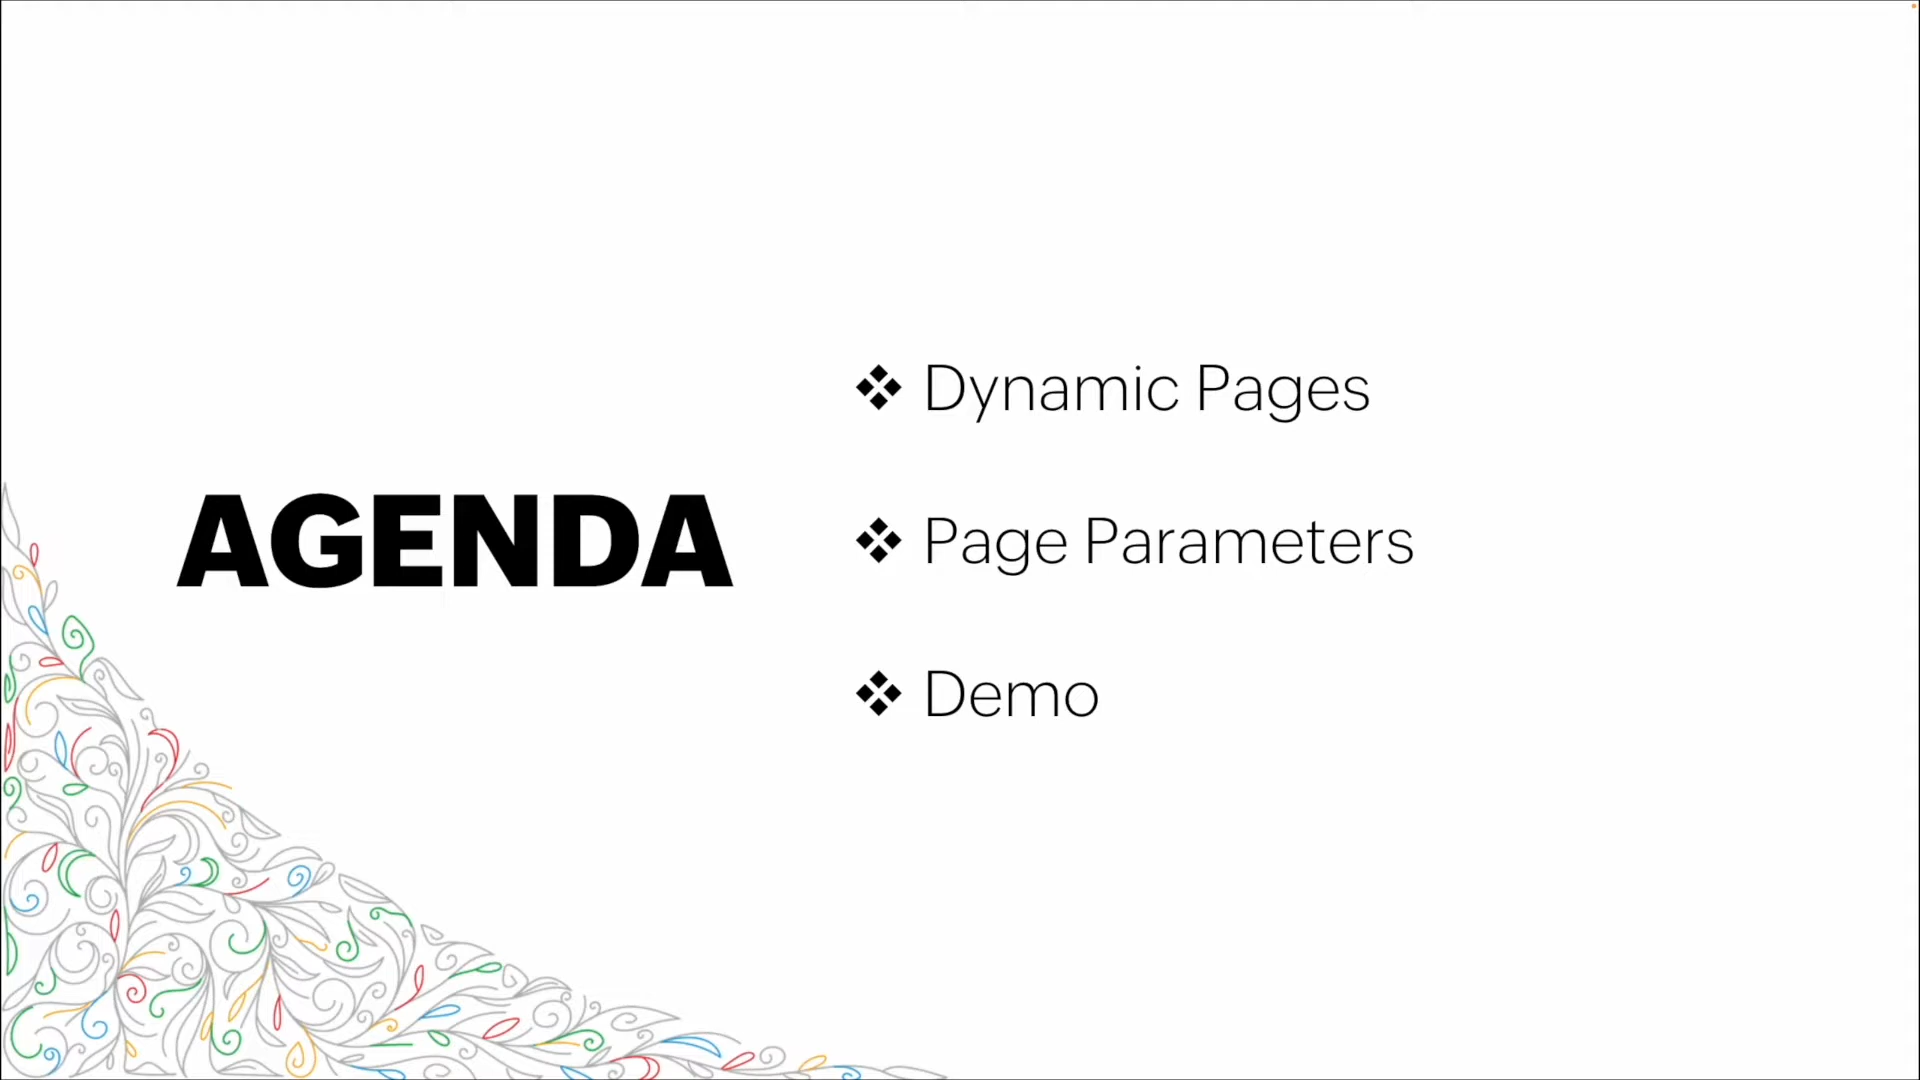 AGENDA
❖ Dynamic Pages
❖ Page Parameters
❖ Demo